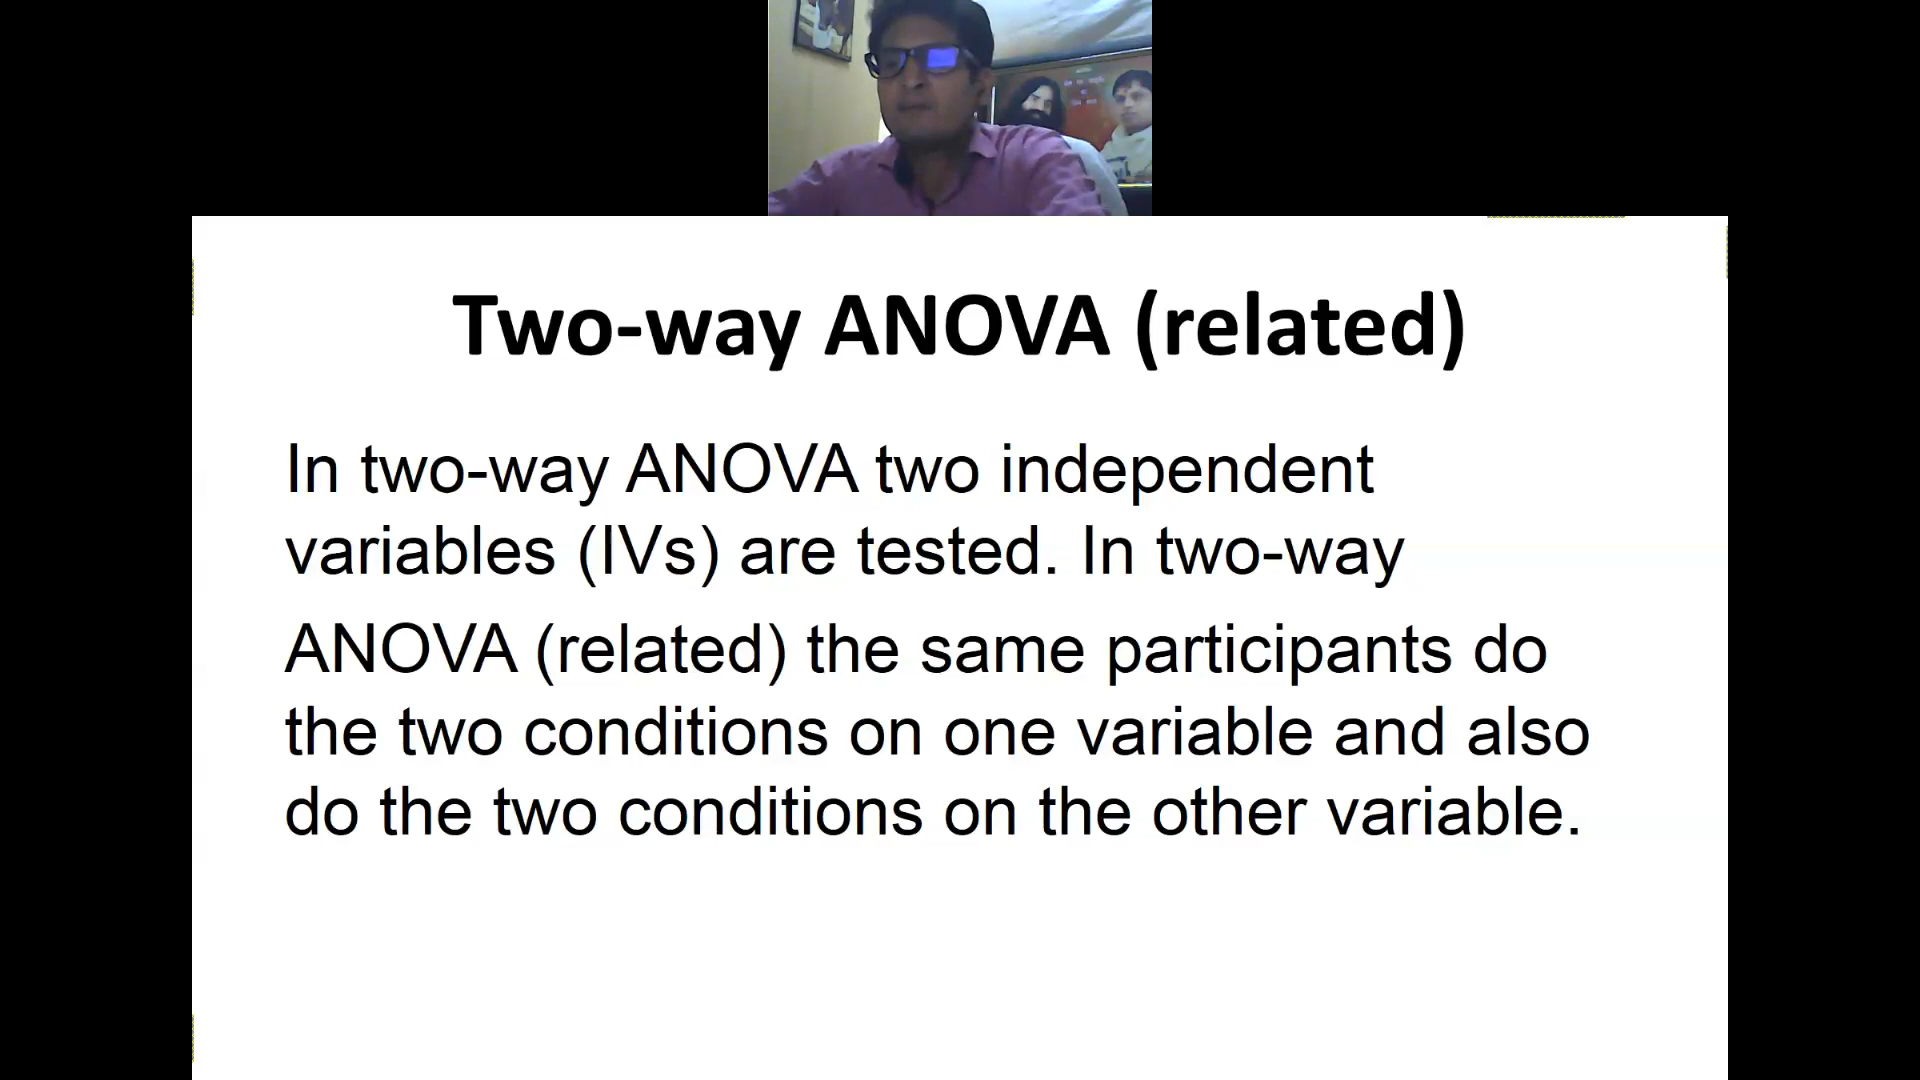 Two-way ANOVA (related)
In two-way ANOVA two independent
variables (IVs) are tested. In two-way
ANOVA (related) the same participants do
the two conditions on one variable and also
do the two conditions on the other variable.